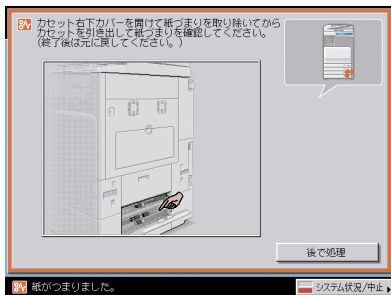 カセット右下カバーを開けて紙づまりを取り除いてから
カセットを引き出して紙づまりを確認してください。
(終了後は元に戻してください。)
後で処理
紙がつまりました。
システム状況/中止